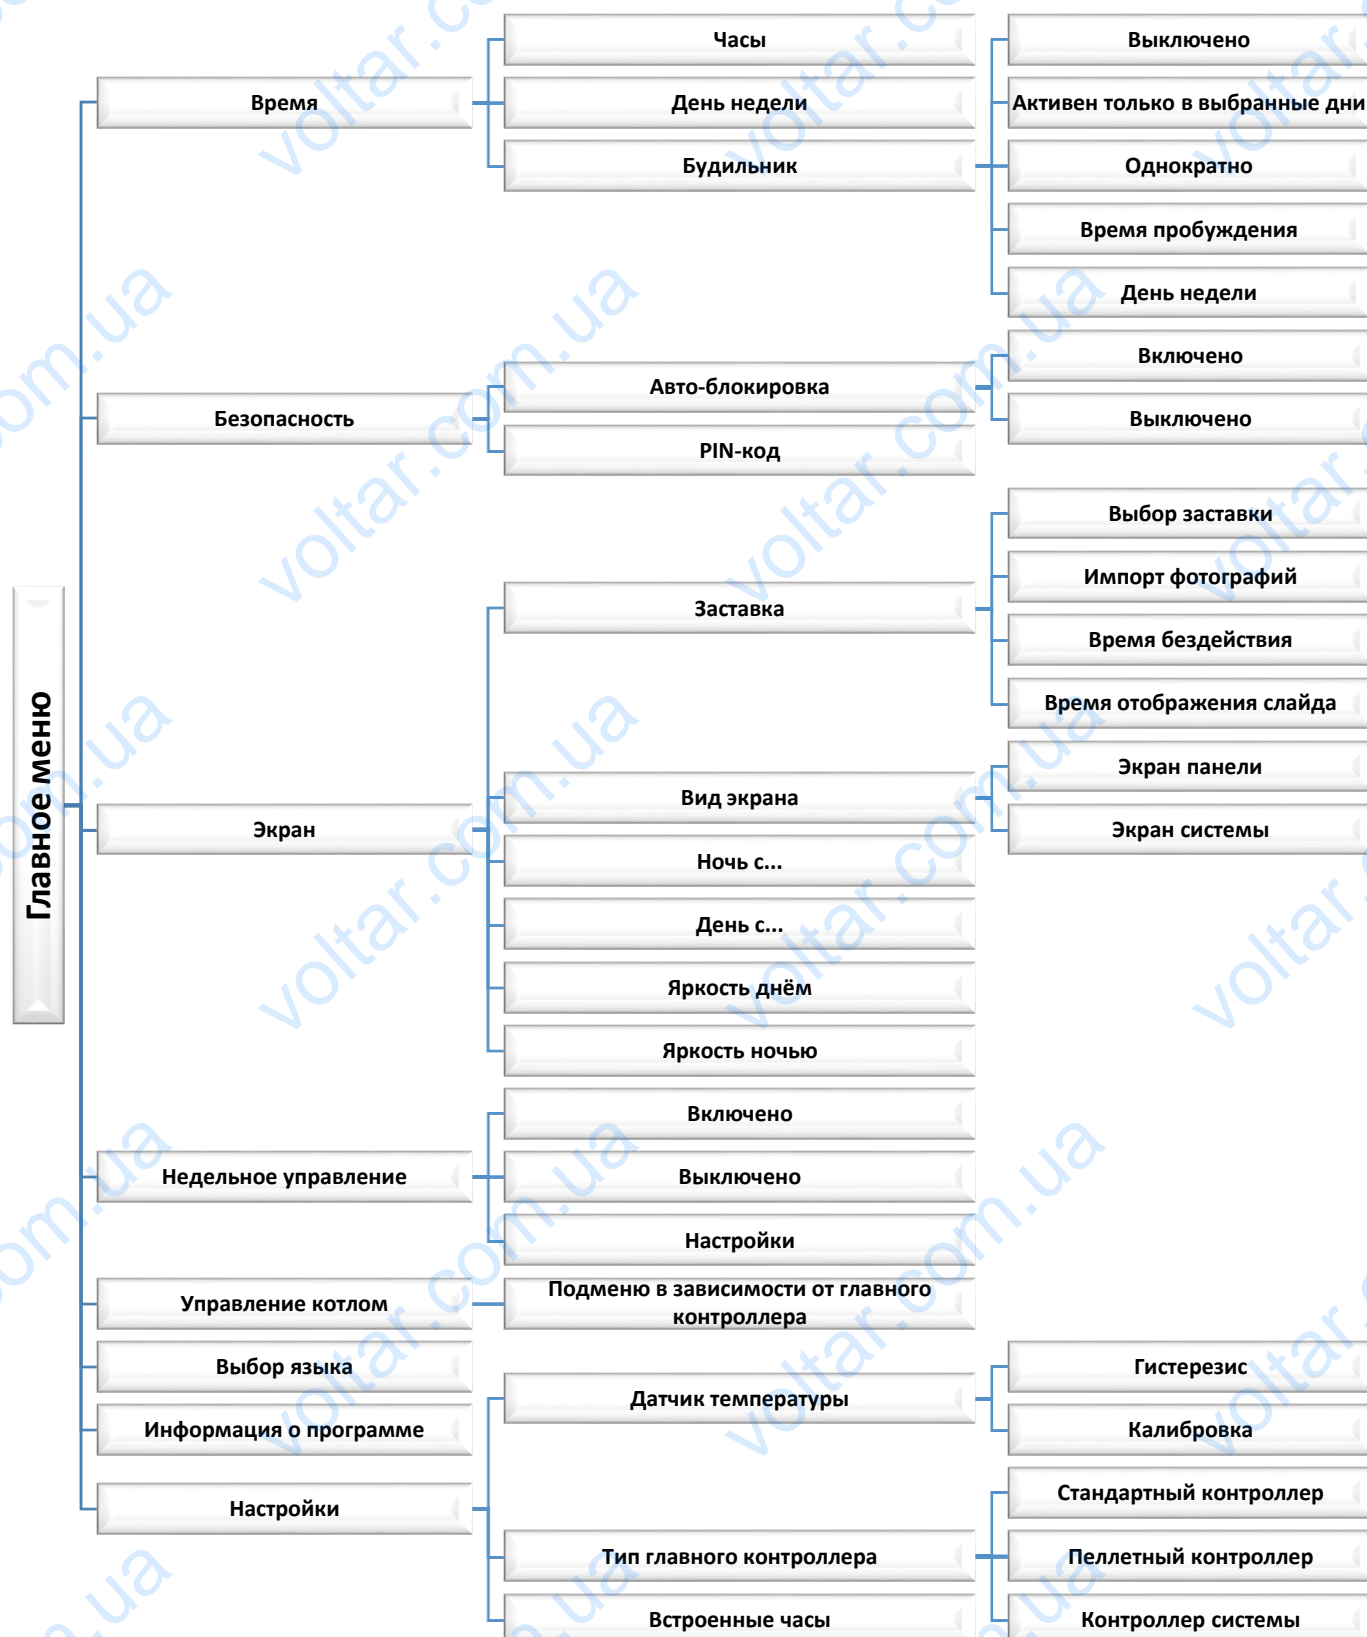 Главное меню
Время
Часы
День недели
Будильник
Выключено
Активен только в выбранные дни
Однократно
Время пробуждения
День недели
Безопасность
Авто-блокировка
Включено
Выключено
PIN-код
Экран
Заставка
Выбор заставки
Импорт фотографий
Время бездействия
Время отображения слайда
Вид экрана
Экран панели
Экран системы
Ночь с...
День с...
Яркость днём
Яркость ночью
Недельное управление
Включено
Выключено
Настройки
Управление котлом
Подменю в зависимости от главного
контроллера
Выбор языка
Информация о программе
Настройки
Датчик температуры
Гистерезис
Калибровка
Тип главного контроллера
Стандартный контроллер
Пеллетный контроллер
Контроллер системы
Встроенные часы
voltar.com.ua